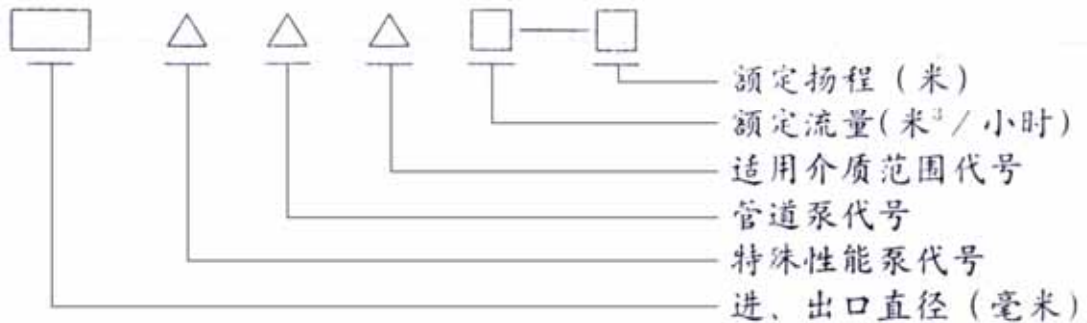 额定扬程（米）
额定流量(米³/小时)
适用介质范围代号
管道泵代号
特殊性能泵代号
进、出口直径（毫米）